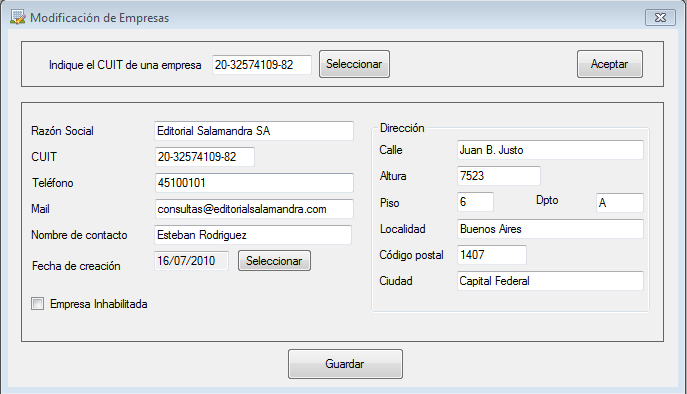 Modificación de Empresas
Indique el CUIT de una empresa 20-32574109-82 Seleccionar Aceptar
Razón Social Editorial Salamandra SA
CUIT 20-32574109-82
Teléfono 45100101
Mail consultas@editorialsalamandra.com
Nombre de contacto Esteban Rodriguez
Fecha de creación 16/07/2010 Seleccionar
Empresa Inhabilitada
Dirección
Calle Juan B. Justo
Altura 7523
Piso 6 Dpto A
Localidad Buenos Aires
Código postal 1407
Ciudad Capital Federal
Guardar